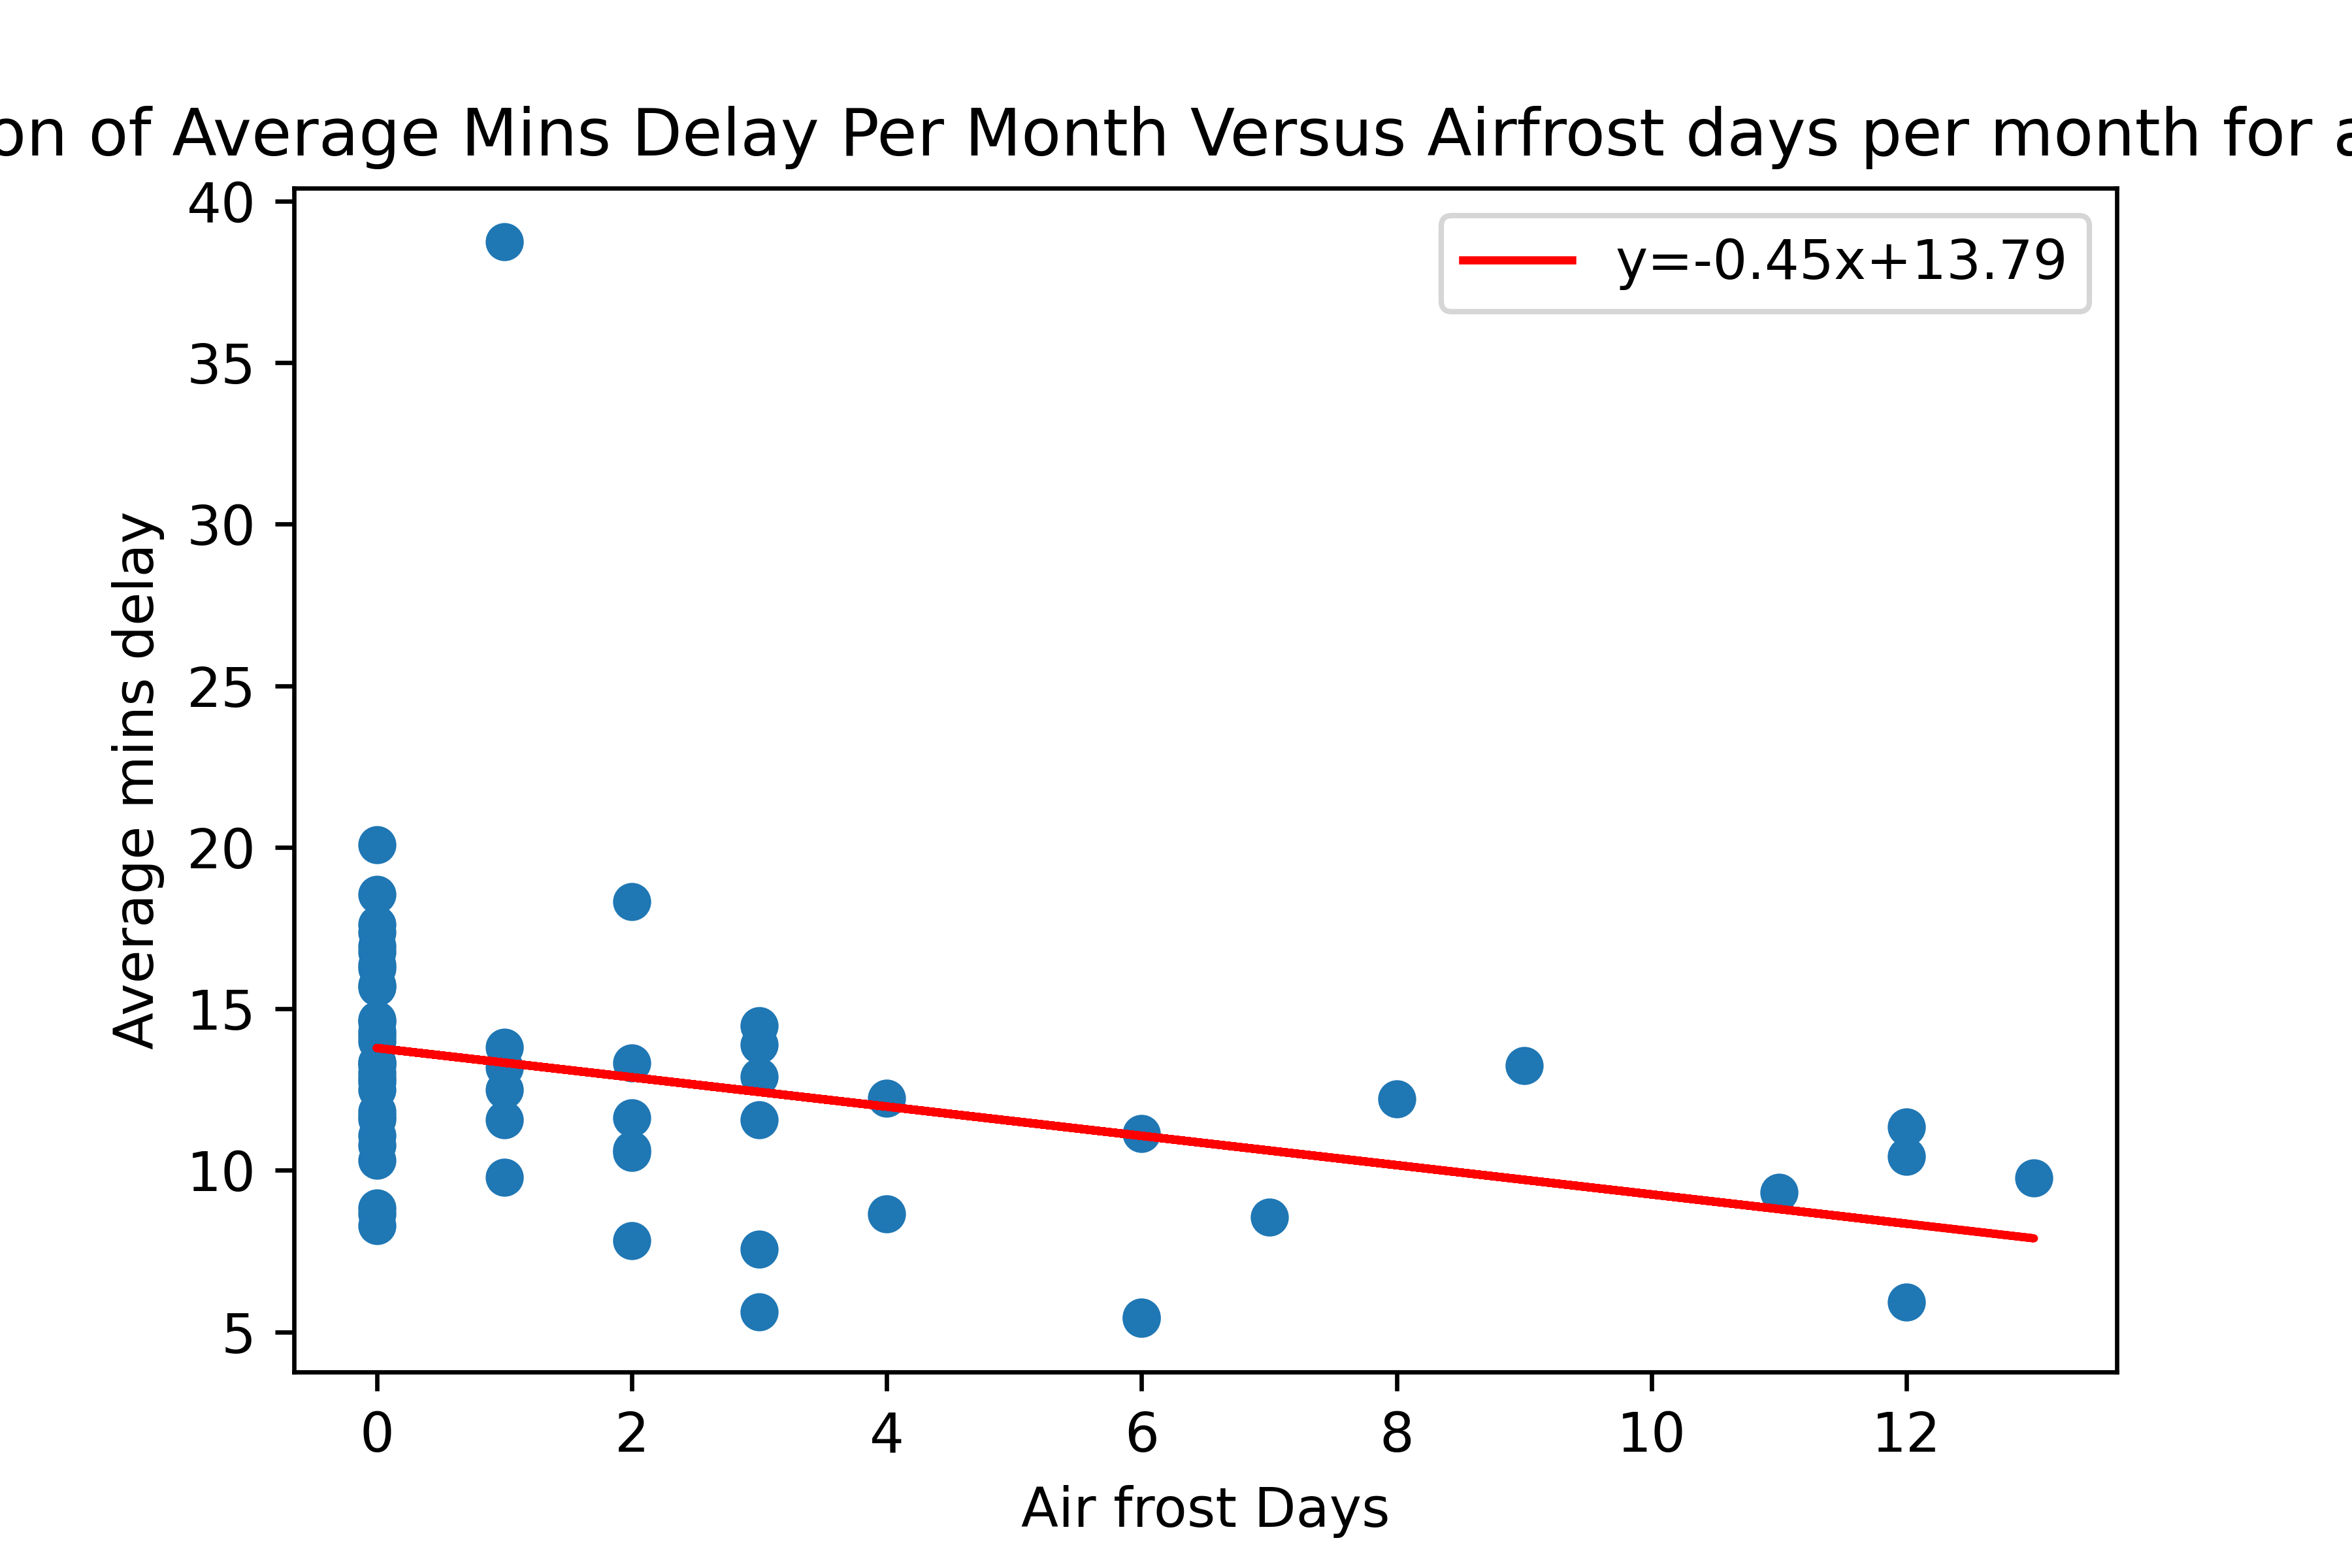 on of Average Mins Delay Per Month Versus Airfrost days per month for a
40
35
30
25
20
15
10
5
Average mins delay
y=-0.45x+13.79
0 2 4 6 8 10 12
Air frost Days